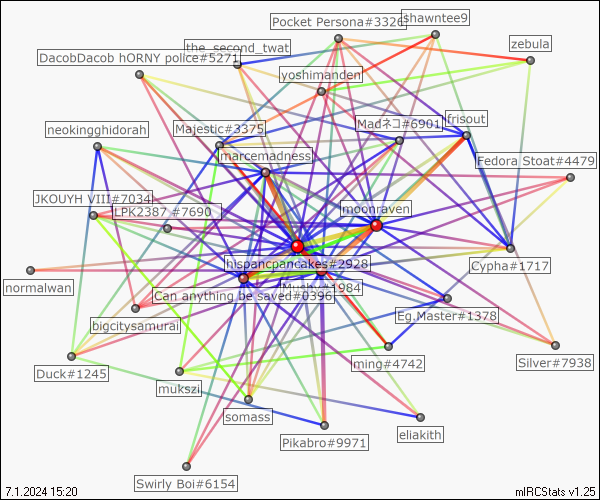 Pocket Persona#3326
shawntee9
the_second_twat
zebula
DacobDacob hORNY police#5271
yoshimanden
Madネコ#6901
frisout
neokingghidorah
Majestic#3375
marcemadness
Fedora Stoat#4479
JKOUYH VIII#7034
LPK2387 #7690
moonraven
hispancpancakes#2928
Cypha#1717
normalwan
Mushy#1984
Can anything be saved#0396
Eg.Master#1378
bigcitysamurai
ming#4742
Silver#7938
Duck#1245
mukszi
somass
eliakith
Pikabro#9971
Swirly Boi#6154
7.1.2024 15:20
mIRCStats v1.25